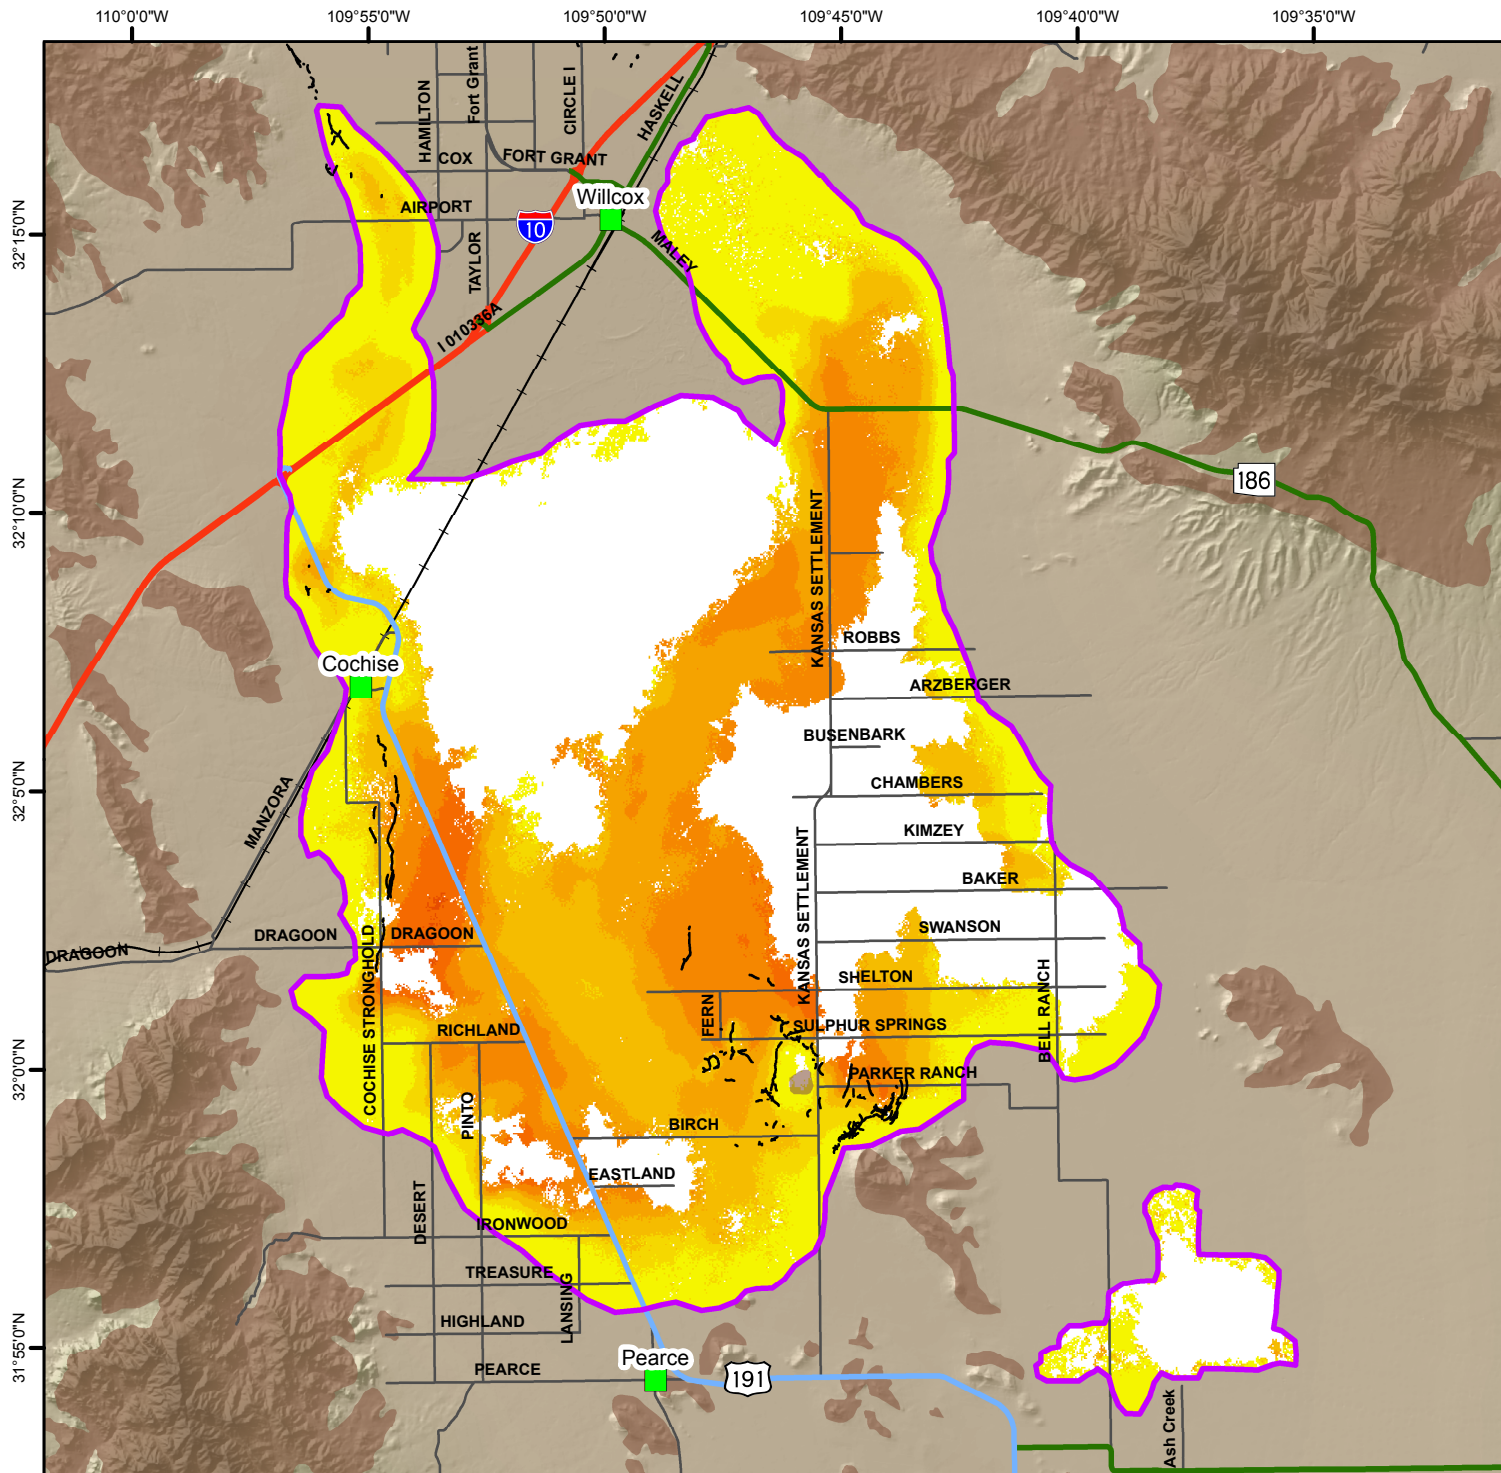 110°0'0"W
109°55'0"W
109°50'0"W
109°45'0"W
109°40'0"W
109°35'0"W
32°15'0"N
32°10'0"N
32°5'0"N
32°0'0"N
31°55'0"N
HAMILTON
Fort Grant
CIRCLE I
HASKELL
COX
FORT GRANT
Willcox
AIRPORT
10
TAYLOR
MALEY
I 010336A
186
KANSAS SETTLEMENT
ROBBS
Cochise
ARZBERGER
BUSENBARK
CHAMBERS
MANZORA
KIMZEY
KANSAS SETTLEMENT
BAKER
SWANSON
DRAGOON
DRAGOON
DRAGOON
COCHISE STRONGHOLD
SHELTON
BELL RANCH
FERN
RICHLAND
SULPHUR SPRINGS
PARKER RANCH
PINTO
BIRCH
EASTLAND
DESERT
IRONWOOD
TREASURE
LANSING
HIGHLAND
Pearce
PEARCE
191
Ash Creek